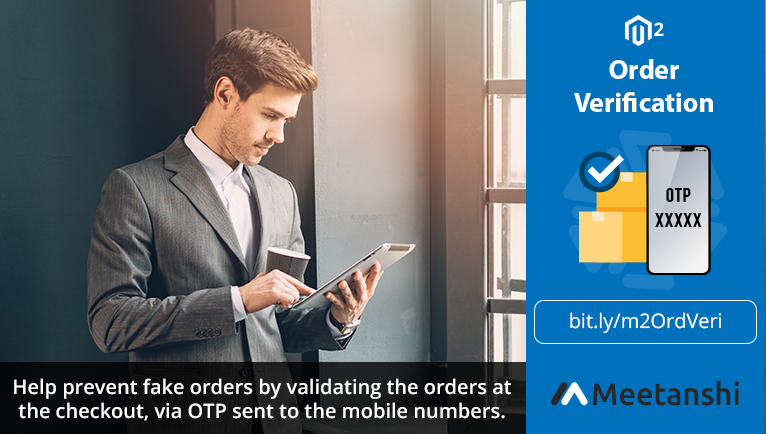 2
Order
Verification
OTP
XXXXX
bit.ly/m2OrdVeri
Meetanshi
Help prevent fake orders by validating the orders at
the checkout, via OTP sent to the mobile numbers.